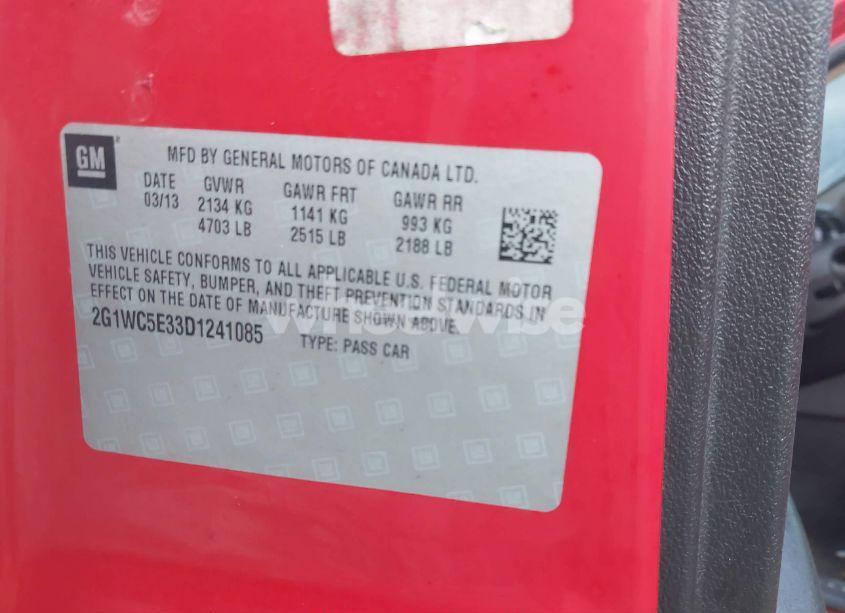 GM
MFD BY GENERAL MOTORS OF CANADA LTD.
DATE GVWR GAWR FRT GAWR RR
03/13 2134 KG 1141 KG 993 KG
4703 LB 2515 LB 2188 LB
THIS VEHICLE CONFORMS TO ALL APPLICABLE U.S. FEDERAL MOTOR
VEHICLE SAFETY, BUMPER, AND THEFT PREVENTION STANDARDS IN
EFFECT ON THE DATE OF MANUFACTURE SHOWN ABOVE.
2G1WC5E33D1241085 TYPE: PASS CAR